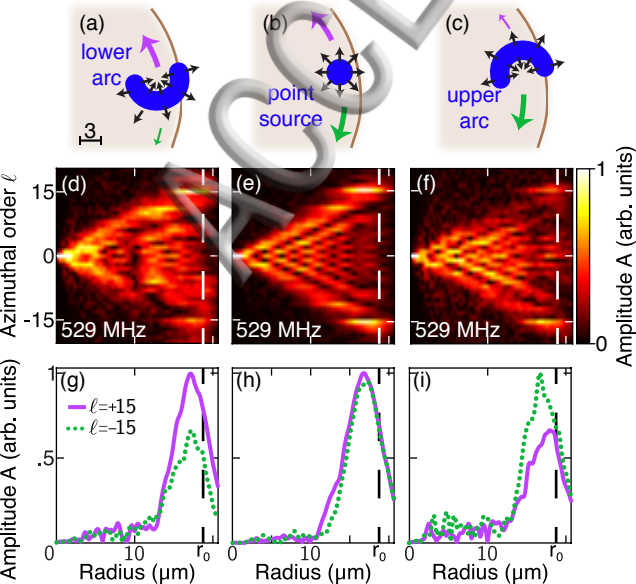 (a)
lower
arc
3
(b)
point
source
(c)
upper
arc
ACCE
Azimuthal order ℓ
15
0
-15
(d)
529 MHz
(e)
529 MHz
(f)
529 MHz
1
0
Amplitude A (arb. units)
Amplitude A (arb. units)
1
.5
(g)
ℓ=+15
ℓ=−15
(h)
(i)
0
10
r₀
0
10
r₀
0
10
r₀
Radius (μm)
Radius (μm)
Radius (μm)